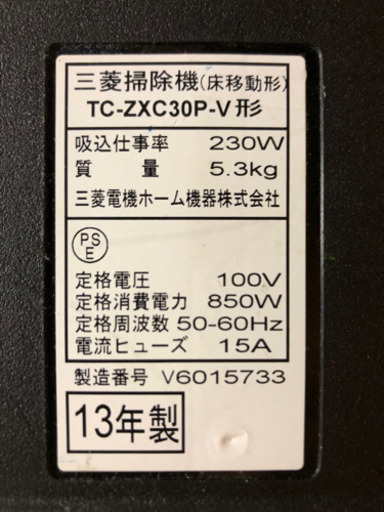 三菱掃除機(床移動形)
TC-ZXC30P-V形
吸込仕事率 230W
質量 5.3kg
三菱電機ホーム機器株式会社
PS
E
定格電圧 100V
定格消費電力 850W
定格周波数 50-60Hz
電流ヒューズ 15A
製造番号 V6015733
13年製